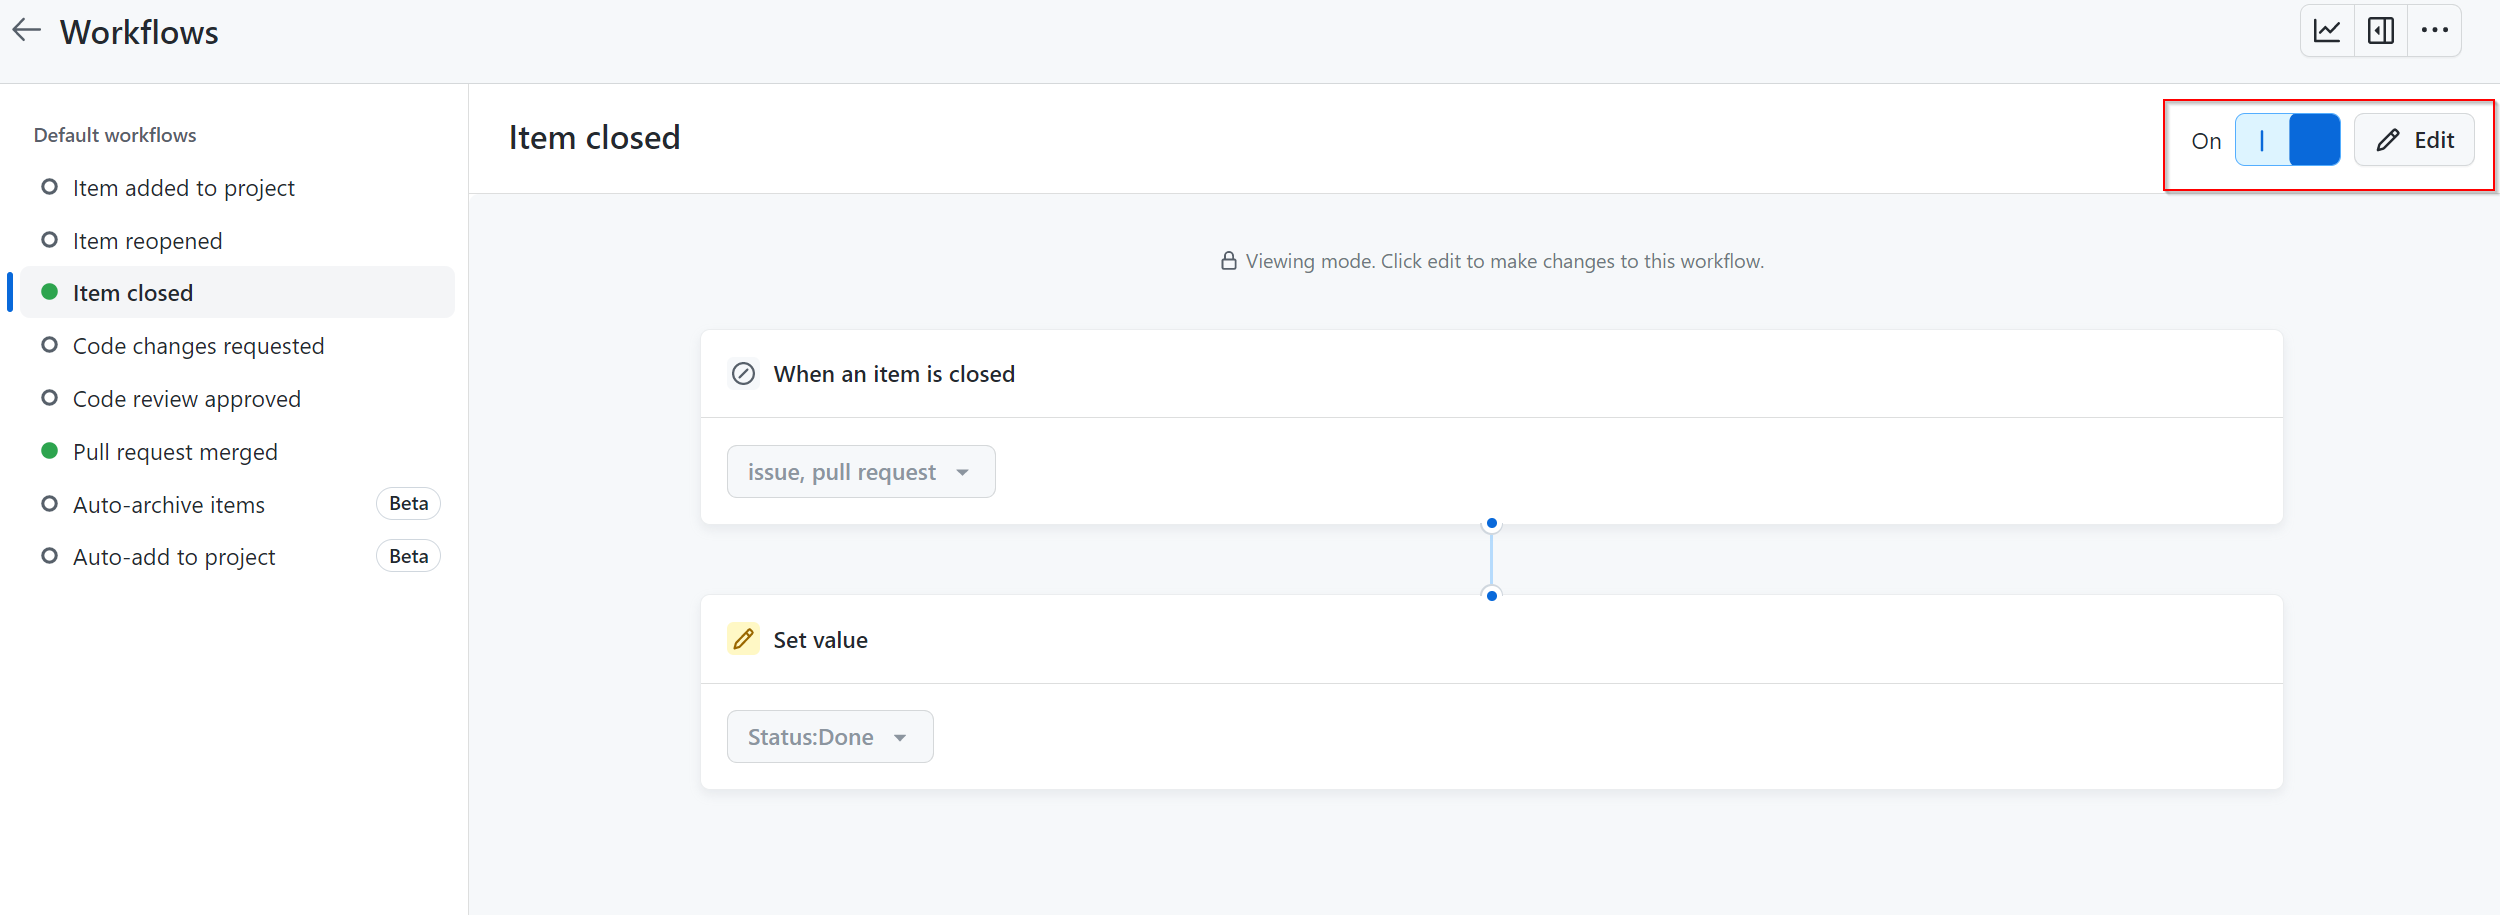 Workflows
Default workflows
Item added to project
Item reopened
Item closed
Code changes requested
Code review approved
Pull request merged
Auto-archive items Beta
Auto-add to project Beta
Item closed
On
Edit
Viewing mode. Click edit to make changes to this workflow.
When an item is closed
issue, pull request
Set value
Status:Done